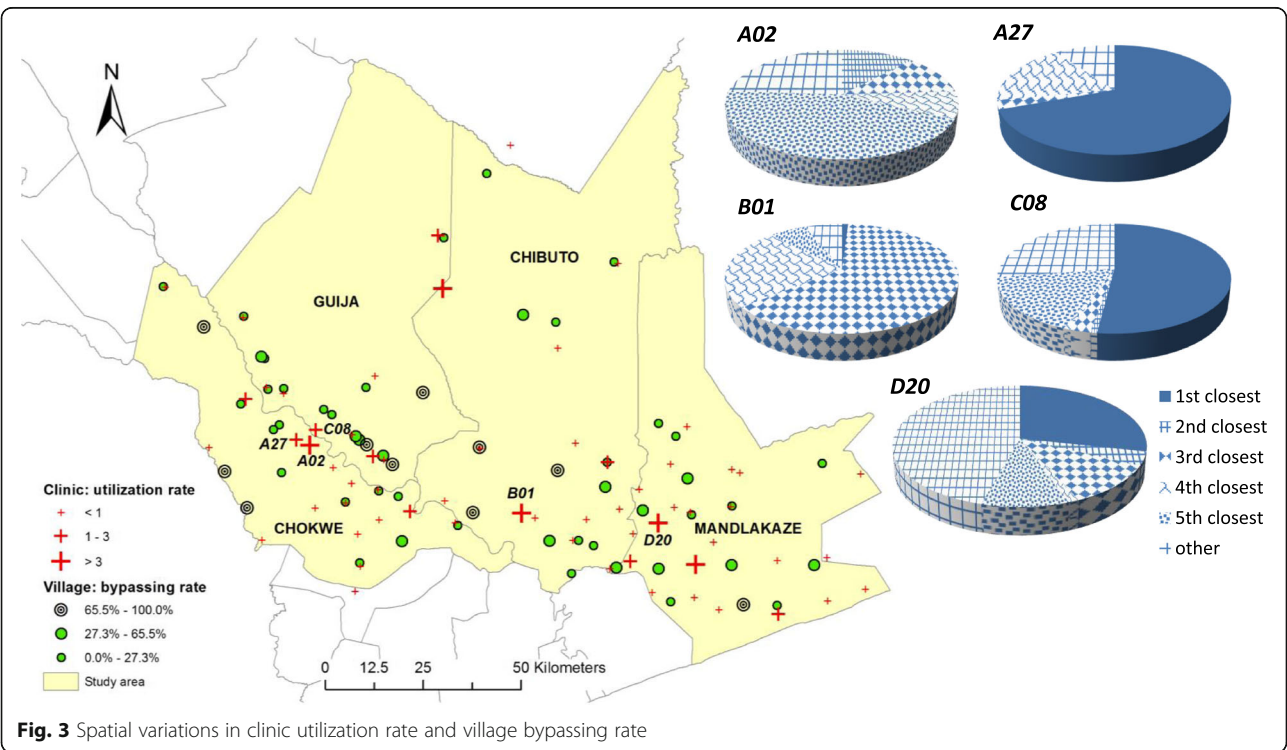 N
GUIJA
CHIBUTO
CHOKWE
MANDLAKAZE
A27
A02
C08
B01
D20
Clinic: utilization rate
< 1
1 - 3
> 3
Village: bypassing rate
65.5% - 100.0%
27.3% - 65.5%
0.0% - 27.3%
Study area
0 12.5 25 50 Kilometers
A02
A27
B01
C08
D20
1st closest
2nd closest
3rd closest
4th closest
5th closest
other
Fig. 3 Spatial variations in clinic utilization rate and village bypassing rate